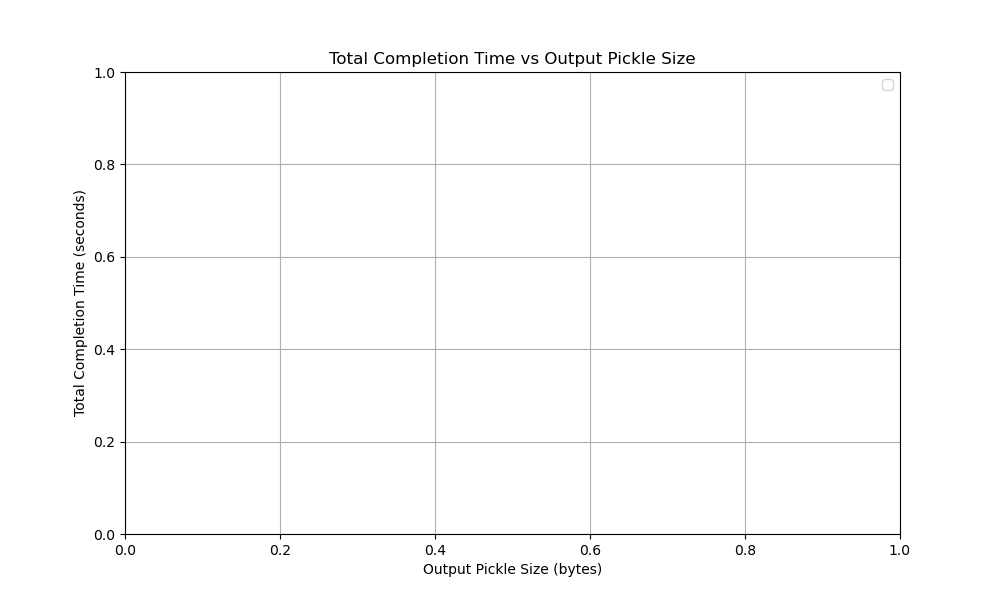 Total Completion Time vs Output Pickle Size
1.0
0.8
0.6
0.4
0.2
0.0
Total Completion Time (seconds)
0.0 0.2 0.4 0.6 0.8 1.0
Output Pickle Size (bytes)